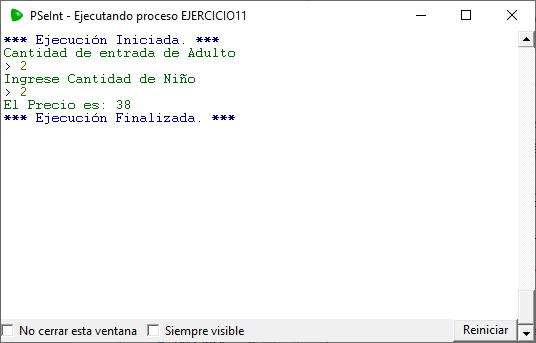 PSeInt - Ejecutando proceso EJERCICIO11
*** Ejecución Iniciada. ***
Cantidad de entrada de Adulto
> 2
Ingrese Cantidad de Niño
> 2
El Precio es: 38
*** Ejecución Finalizada. ***
No cerrar esta ventana Siempre visible Reiniciar